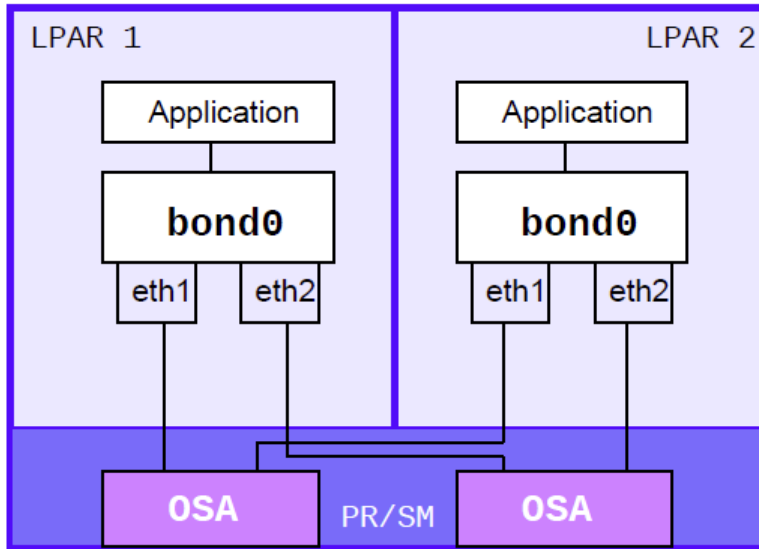 LPAR 1
LPAR 2
Application
Application
bond0
bond0
eth1
eth2
eth1
eth2
OSA
PR/SM
OSA